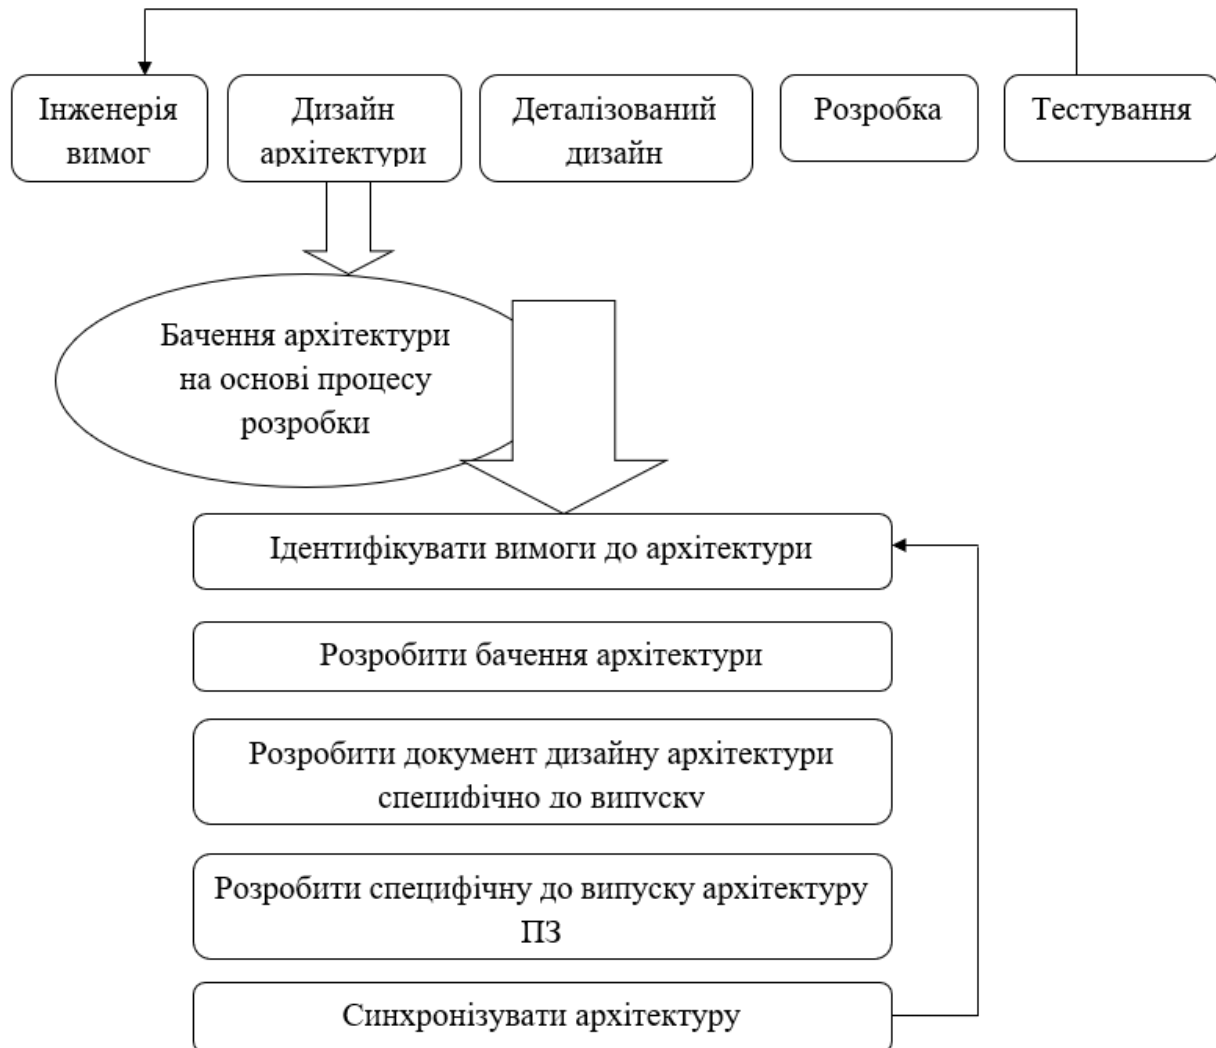 Інженерія
вимог
Дизайн
архітектури
Деталізований
дизайн
Розробка
Тестування
Бачення архітектури
на основі процесу
розробки
Ідентифікувати вимоги до архітектури
Розробити бачення архітектури
Розробити документ дизайну архітектури
специфічно до випуску
Розробити специфічну до випуску архітектуру
ПЗ
Синхронізувати архітектуру